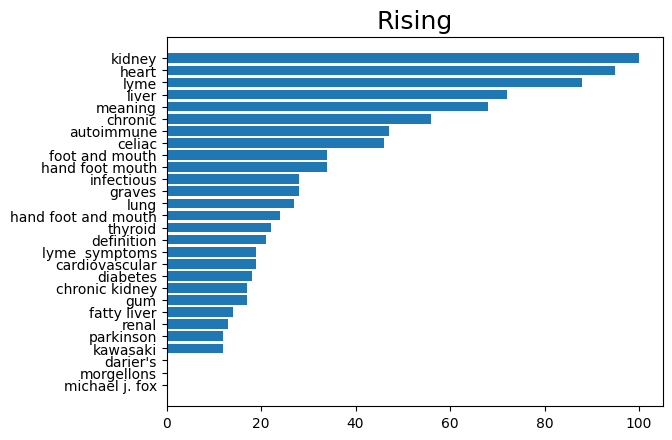 Rising
kidney
heart
lyme
liver
meaning
chronic
autoimmune
celiac
foot and mouth
hand foot mouth
infectious
graves
lung
hand foot and mouth
thyroid
definition
lyme  symptoms
cardiovascular
diabetes
chronic kidney
gum
fatty liver
renal
parkinson
kawasaki
darier's
morgellons
michael j. fox
0 20 40 60 80 100